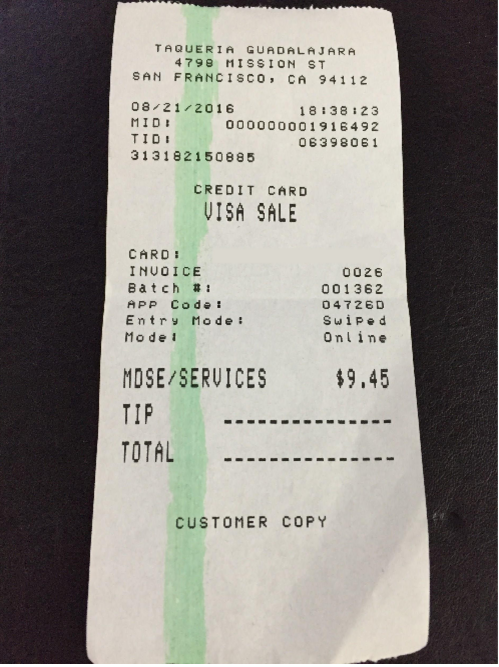 TAQUERIA GUADALAJARA
4798 MISSION ST
SAN FRANCISCO, CA 94112
08/21/2016 18:38:23
MID: 000000001916492
TID: 06398061
313182150885
CREDIT CARD
VISA SALE
CARD:
INVOICE 0026
Batch #: 001362
APP Code: 04726D
Entry Mode: Swiped
Mode: Online
MDSE/SERVICES $9.45
TIP
TOTAL
CUSTOMER COPY